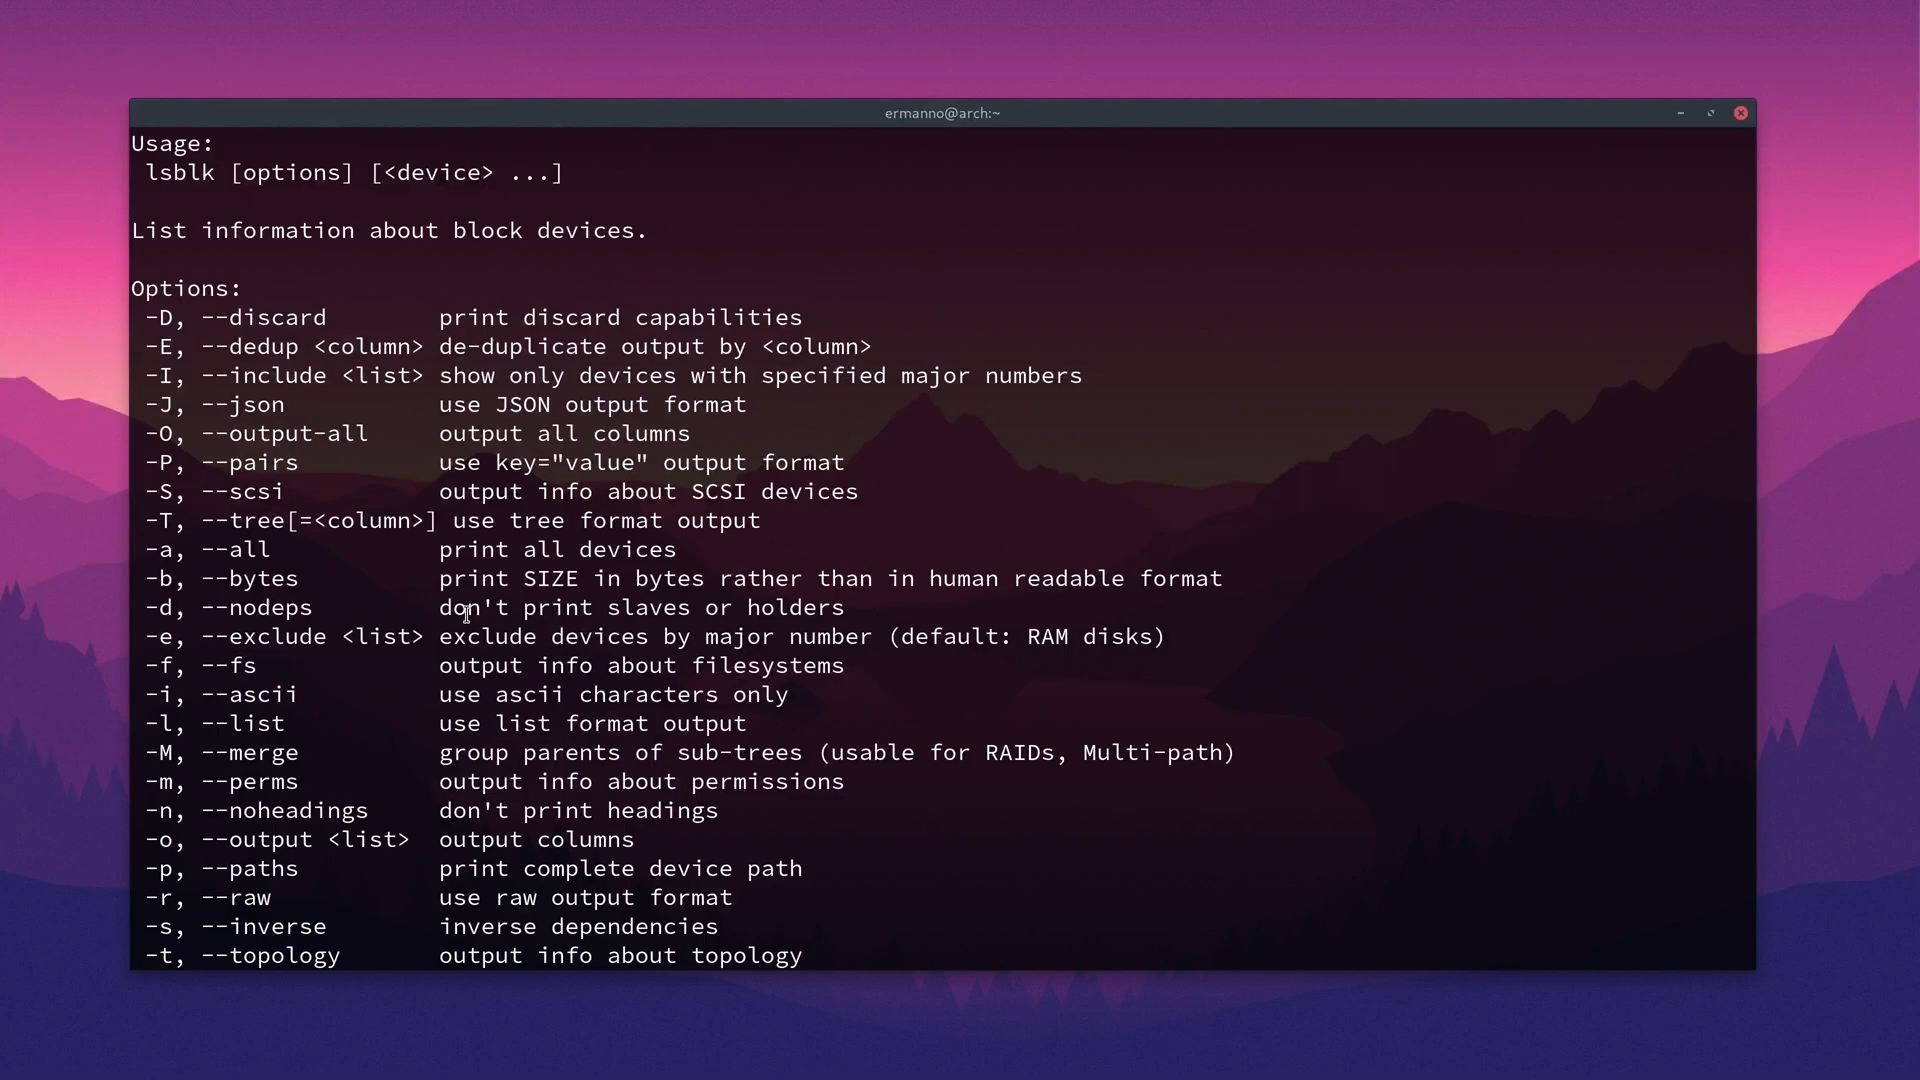 ermanno@arch:~
Usage:
 lsblk [options] [<device> ...]

List information about block devices.

Options:
 -D, --discard        print discard capabilities
 -E, --dedup <column> de-duplicate output by <column>
 -I, --include <list> show only devices with specified major numbers
 -J, --json           use JSON output format
 -O, --output-all     output all columns
 -P, --pairs          use key="value" output format
 -S, --scsi           output info about SCSI devices
 -T, --tree[=<column>] use tree format output
 -a, --all            print all devices
 -b, --bytes          print SIZE in bytes rather than in human readable format
 -d, --nodeps         don't print slaves or holders
 -e, --exclude <list> exclude devices by major number (default: RAM disks)
 -f, --fs             output info about filesystems
 -i, --ascii          use ascii characters only
 -l, --list           use list format output
 -M, --merge          group parents of sub-trees (usable for RAIDs, Multi-path)
 -m, --perms          output info about permissions
 -n, --noheadings     don't print headings
 -o, --output <list>  output columns
 -p, --paths          print complete device path
 -r, --raw            use raw output format
 -s, --inverse        inverse dependencies
 -t, --topology       output info about topology